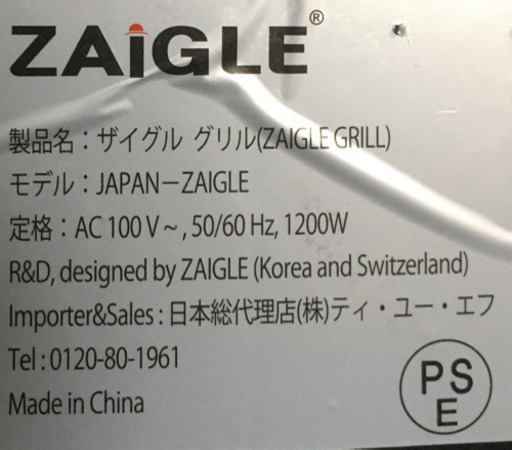 ZAiGLE®
製品名：ザイグル グリル(ZAIGLE GRILL)
モデル：JAPAN－ZAIGLE
定格：AC 100 V ~ , 50/60 Hz, 1200W
R&D, designed by ZAIGLE (Korea and Switzerland)
Importer&Sales : 日本総代理店(株)ティ・ユー・エフ
Tel : 0120-80-1961
Made in China
PS
E